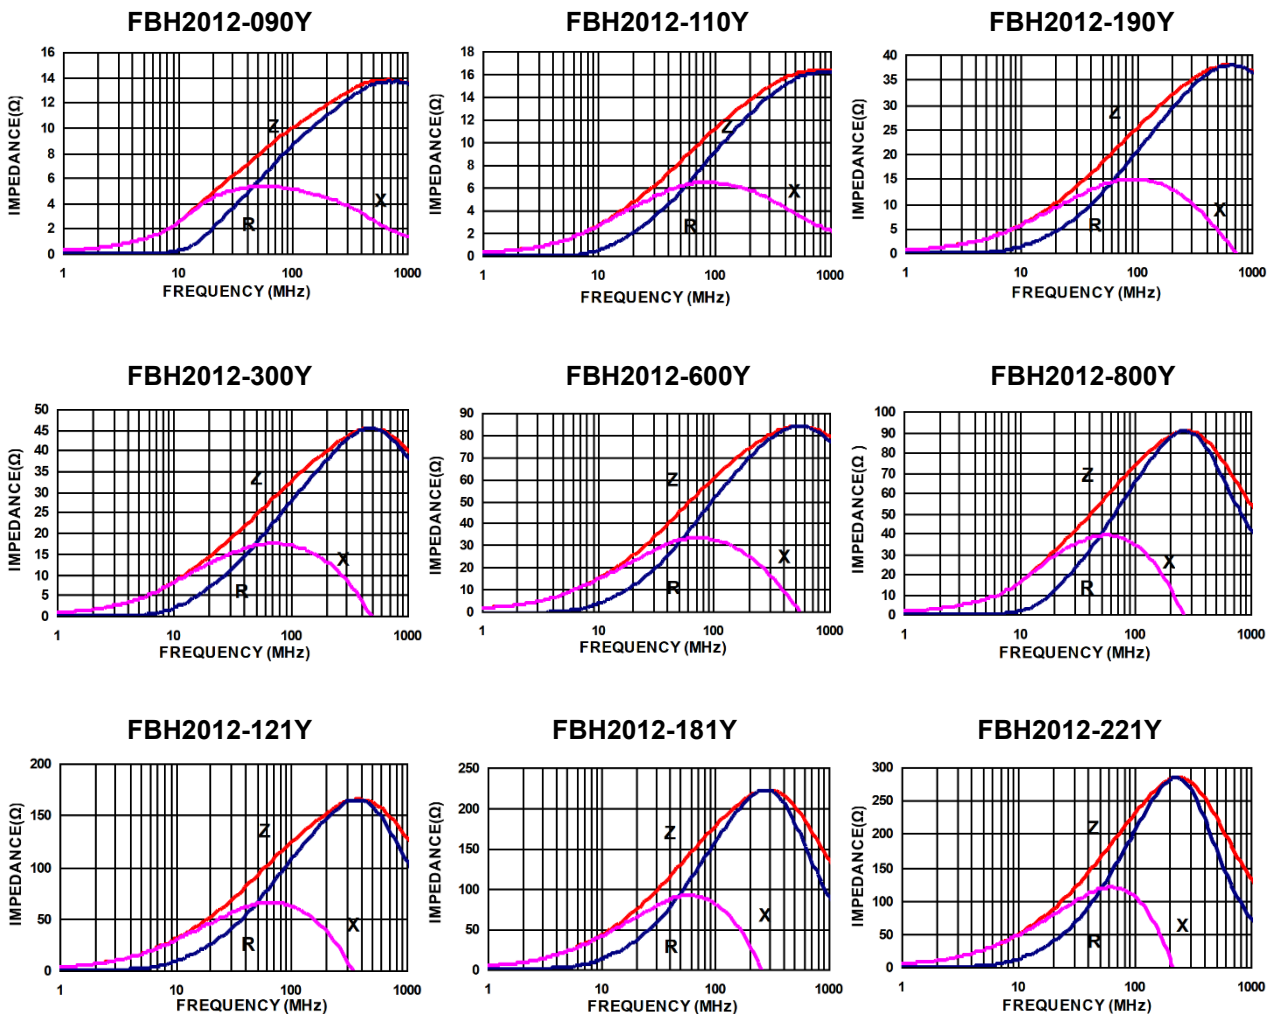 FBH2012-090Y
16
14
12
10
8
6
4
2
0
IMPEDANCE(Ω)
Z
X
R
1 10 100 1000
FREQUENCY (MHz)
FBH2012-110Y
18
16
14
12
10
8
6
4
2
0
IMPEDANCE(Ω)
Z
X
R
1 10 100 1000
FREQUENCY (MHz)
FBH2012-190Y
40
35
30
25
20
15
10
5
0
IMPEDANCE(Ω)
Z
X
R
1 10 100 1000
FREQUENCY (MHz)
FBH2012-300Y
50
45
40
35
30
25
20
15
10
5
0
IMPEDANCE(Ω)
Z
X
R
1 10 100 1000
FREQUENCY (MHz)
FBH2012-600Y
90
80
70
60
50
40
30
20
10
0
IMPEDANCE(Ω)
Z
X
R
1 10 100 1000
FREQUENCY (MHz)
FBH2012-800Y
100
90
80
70
60
50
40
30
20
10
0
IMPEDANCE(Ω )
Z
X
R
1 10 100 1000
FREQUENCY (MHz)
FBH2012-121Y
200
150
100
50
0
IMPEDANCE(Ω)
Z
X
R
1 10 100 1000
FREQUENCY (MHz)
FBH2012-181Y
250
200
150
100
50
0
IMPEDANCE(Ω)
Z
X
R
1 10 100 1000
FREQUENCY (MHz)
FBH2012-221Y
300
250
200
150
100
50
0
IMPEDANCE(Ω)
Z
X
R
1 10 100 1000
FREQUENCY (MHz)